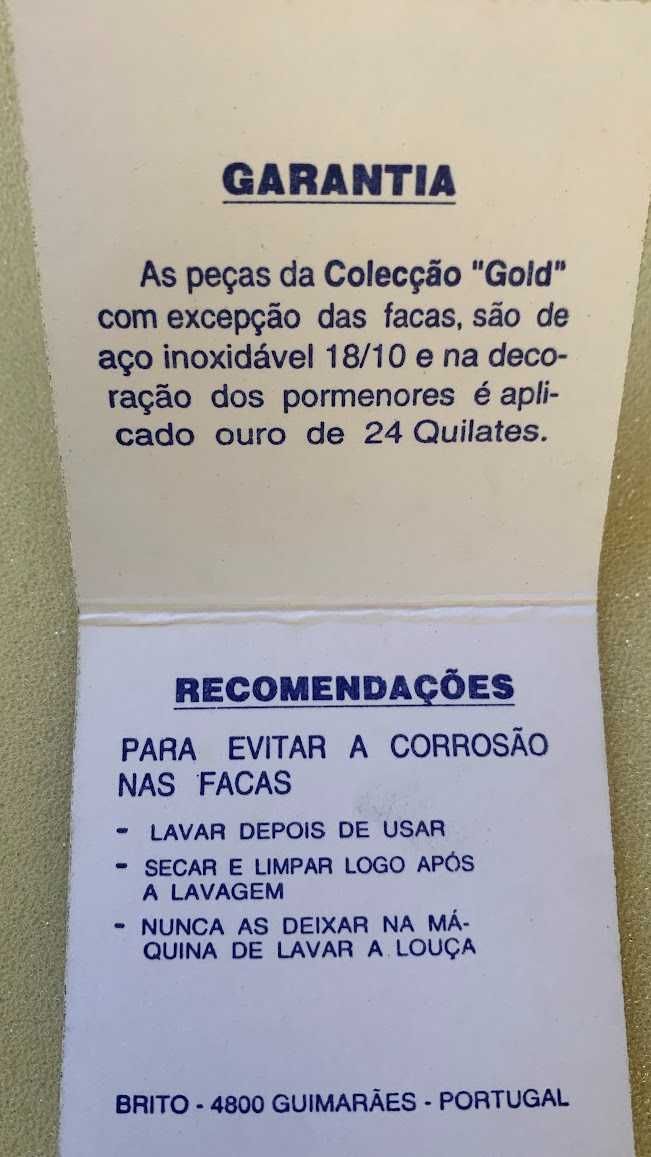 GARANTIA
As peças da Colecção "Gold"
com excepção das facas, são de
aço inoxidável 18/10 e na deco-
ração dos pormenores é apli-
cado ouro de 24 Quilates.
RECOMENDAÇÕES
PARA EVITAR A CORROSÃO
NAS FACAS
- LAVAR DEPOIS DE USAR
- SECAR E LIMPAR LOGO APÓS
A LAVAGEM
- NUNCA AS DEIXAR NA MÁ-
QUINA DE LAVAR A LOUÇA
BRITO - 4800 GUIMARÃES - PORTUGAL